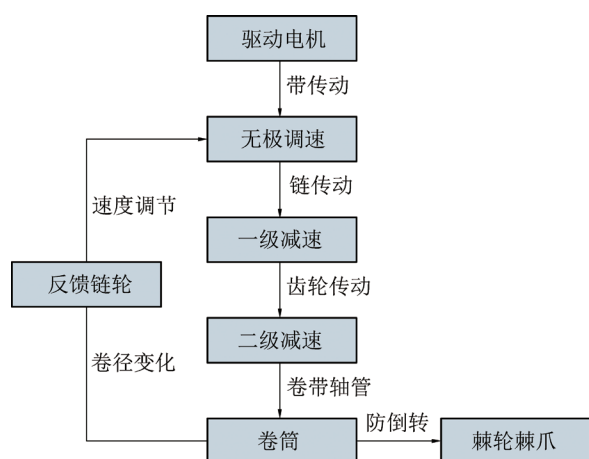 驱动电机
带传动
无极调速
链传动
速度调节
一级减速
反馈链轮
齿轮传动
二级减速
卷径变化
卷带轴管
卷筒
防倒转
棘轮棘爪